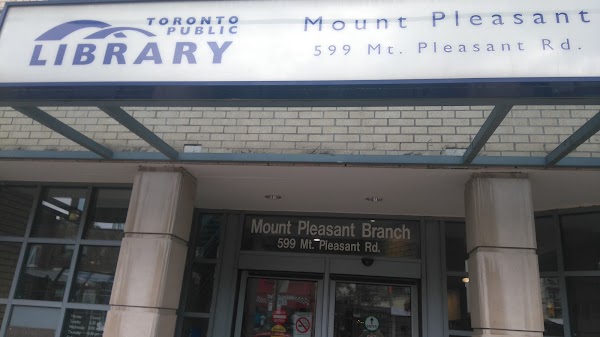 TORONTO
PUBLIC
LIBRARY
Mount Pleasant
599 Mt. Pleasant Rd.
Mount Pleasant Branch
599 Mt. Pleasant Rd.